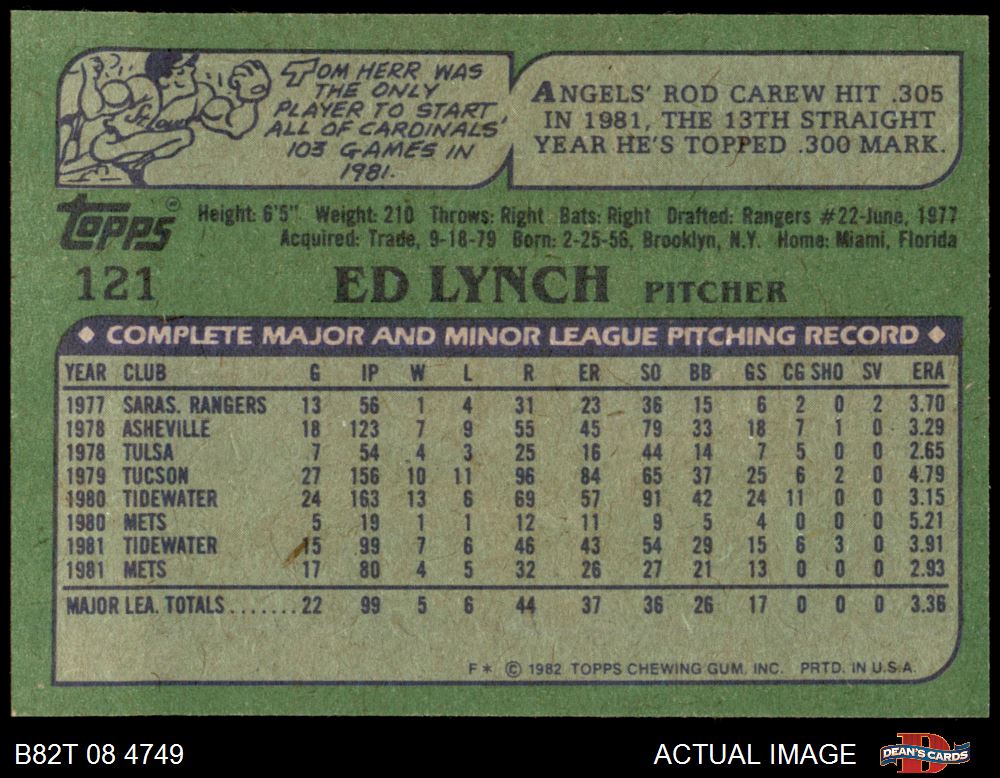 TOM HERR WAS
THE ONLY
PLAYER TO START
ALL OF CARDINALS'
103 GAMES IN
1981.
St. Louis
ANGELS' ROD CAREW HIT .305
IN 1981, THE 13TH STRAIGHT
YEAR HE'S TOPPED .300 MARK.
topps®
Height: 6'5" Weight: 210 Throws: Right Bats: Right Drafted: Rangers #22-June, 1977
Acquired: Trade, 9-18-79 Born: 2-25-56, Brooklyn, N.Y. Home: Miami, Florida
121 ED LYNCH PITCHER
◆ COMPLETE MAJOR AND MINOR LEAGUE PITCHING RECORD ◆
YEAR CLUB G IP W L R ER SO BB GS CG SHO SV ERA
1977 SARAS. RANGERS 13 56 1 4 31 23 36 15 6 2 0 2 3.70
1978 ASHEVILLE 18 123 7 9 55 45 79 33 18 7 1 0 3.29
1978 TULSA 7 54 4 3 25 16 44 14 7 5 0 0 2.65
1979 TUCSON 27 156 10 11 96 84 65 37 25 6 2 0 4.79
1980 TIDEWATER 24 163 13 6 69 57 91 42 24 11 0 0 3.15
1980 METS 5 19 1 1 12 11 9 5 4 0 0 0 5.21
1981 TIDEWATER 15 99 7 6 46 43 54 29 15 6 3 0 3.91
1981 METS 17 80 4 5 32 26 27 21 13 0 0 0 2.93
MAJOR LEA. TOTALS.......22 99 5 6 44 37 36 26 17 0 0 0 3.36
F* © 1982 TOPPS CHEWING GUM, INC. PRTD. IN U.S.A.
B82T 08 4749 ACTUAL IMAGE
D
DEAN'S CARDS